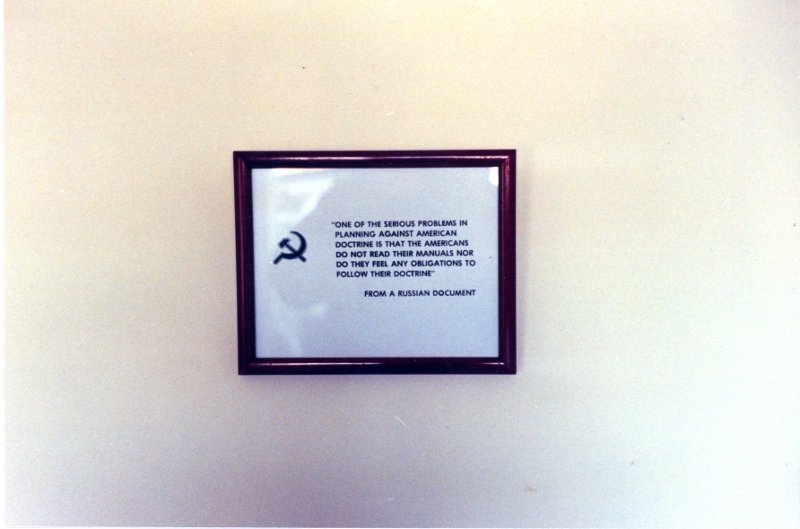 "ONE OF THE SERIOUS PROBLEMS IN
PLANNING AGAINST AMERICAN
DOCTRINE IS THAT THE AMERICANS
DO NOT READ THEIR MANUALS NOR
DO THEY FEEL ANY OBLIGATIONS TO
FOLLOW THEIR DOCTRINE"
FROM A RUSSIAN DOCUMENT